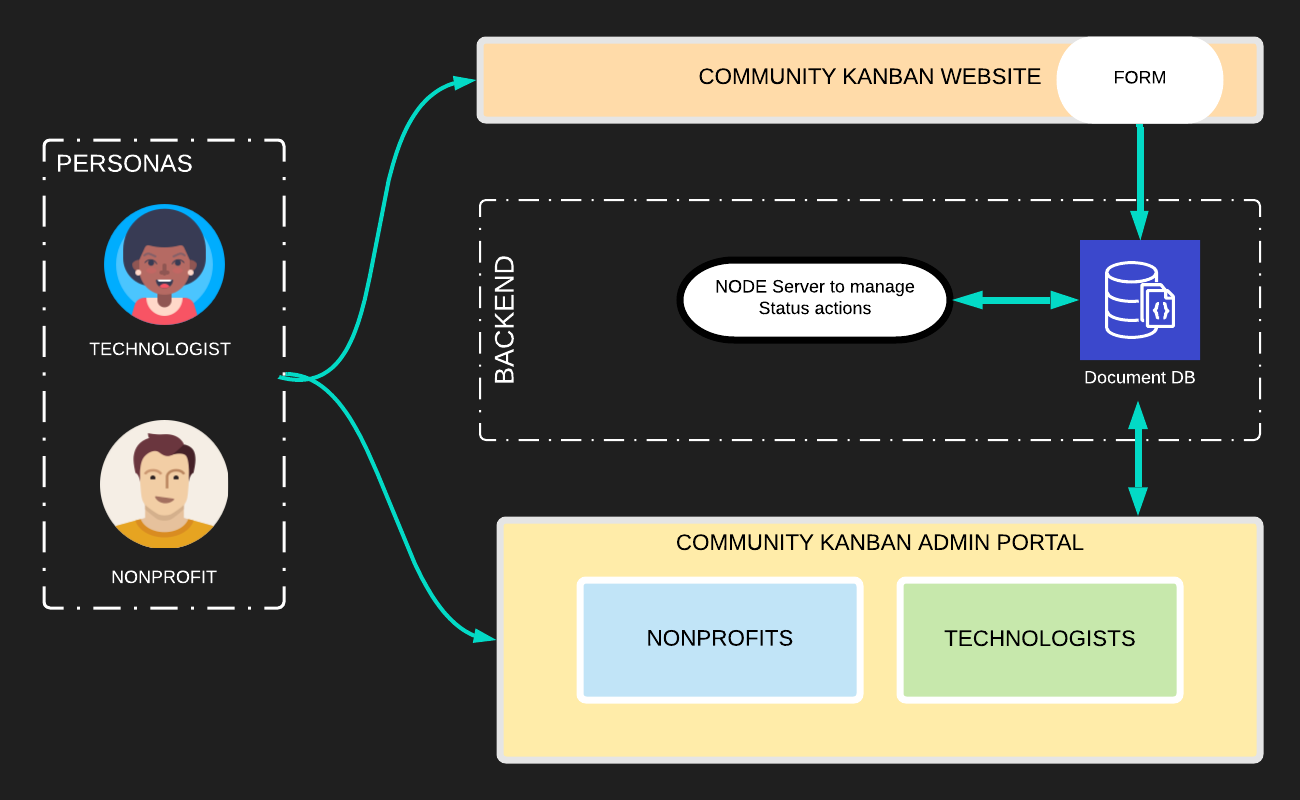 COMMUNITY KANBAN WEBSITE
FORM
PERSONAS
TECHNOLOGIST
NONPROFIT
BACKEND
NODE Server to manage
Status actions
Document DB
COMMUNITY KANBAN ADMIN PORTAL
NONPROFITS
TECHNOLOGISTS